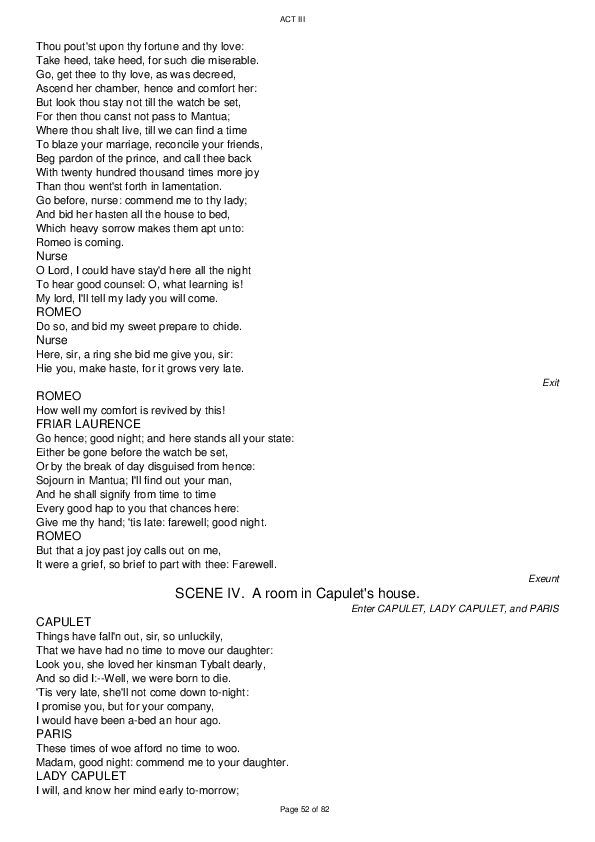 ACT III
Thou pout'st upon thy fortune and thy love:
Take heed, take heed, for such die miserable.
Go, get thee to thy love, as was decreed,
Ascend her chamber, hence and comfort her:
But look thou stay not till the watch be set,
For then thou canst not pass to Mantua;
Where thou shalt live, till we can find a time
To blaze your marriage, reconcile your friends,
Beg pardon of the prince, and call thee back
With twenty hundred thousand times more joy
Than thou went'st forth in lamentation.
Go before, nurse: commend me to thy lady;
And bid her hasten all the house to bed,
Which heavy sorrow makes them apt unto:
Romeo is coming.
Nurse
O Lord, I could have stay'd here all the night
To hear good counsel: O, what learning is!
My lord, I'll tell my lady you will come.
ROMEO
Do so, and bid my sweet prepare to chide.
Nurse
Here, sir, a ring she bid me give you, sir:
Hie you, make haste, for it grows very late.
Exit
ROMEO
How well my comfort is revived by this!
FRIAR LAURENCE
Go hence; good night; and here stands all your state:
Either be gone before the watch be set,
Or by the break of day disguised from hence:
Sojourn in Mantua; I'll find out your man,
And he shall signify from time to time
Every good hap to you that chances here:
Give me thy hand; 'tis late: farewell; good night.
ROMEO
But that a joy past joy calls out on me,
It were a grief, so brief to part with thee: Farewell.
Exeunt
SCENE IV. A room in Capulet's house.
Enter CAPULET, LADY CAPULET, and PARIS
CAPULET
Things have fall'n out, sir, so unluckily,
That we have had no time to move our daughter:
Look you, she loved her kinsman Tybalt dearly,
And so did I:--Well, we were born to die.
'Tis very late, she'll not come down to-night:
I promise you, but for your company,
I would have been a-bed an hour ago.
PARIS
These times of woe afford no time to woo.
Madam, good night: commend me to your daughter.
LADY CAPULET
I will, and know her mind early to-morrow;
Page 52 of 82